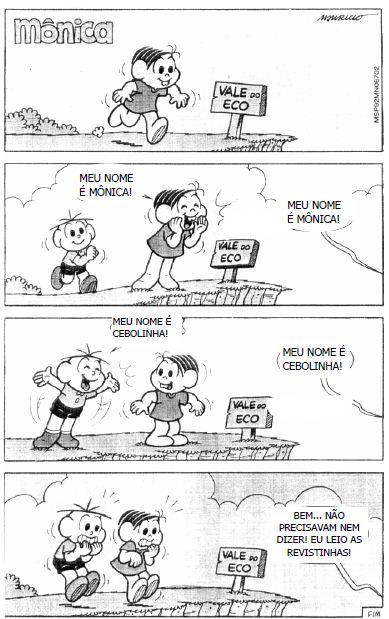 mônica
MAURICIO
VALE DO
ECO
MSP92MN06702
MEU NOME
É MÔNICA!
MEU NOME
É MÔNICA!
VALE DO
ECO
MEU NOME É
CEBOLINHA!
MEU NOME É
CEBOLINHA!
VALE DO
ECO
BEM... NÃO
PRECISAVAM NEM
DIZER! EU LEIO AS
REVISTINHAS!
VALE DO
ECO
FIM